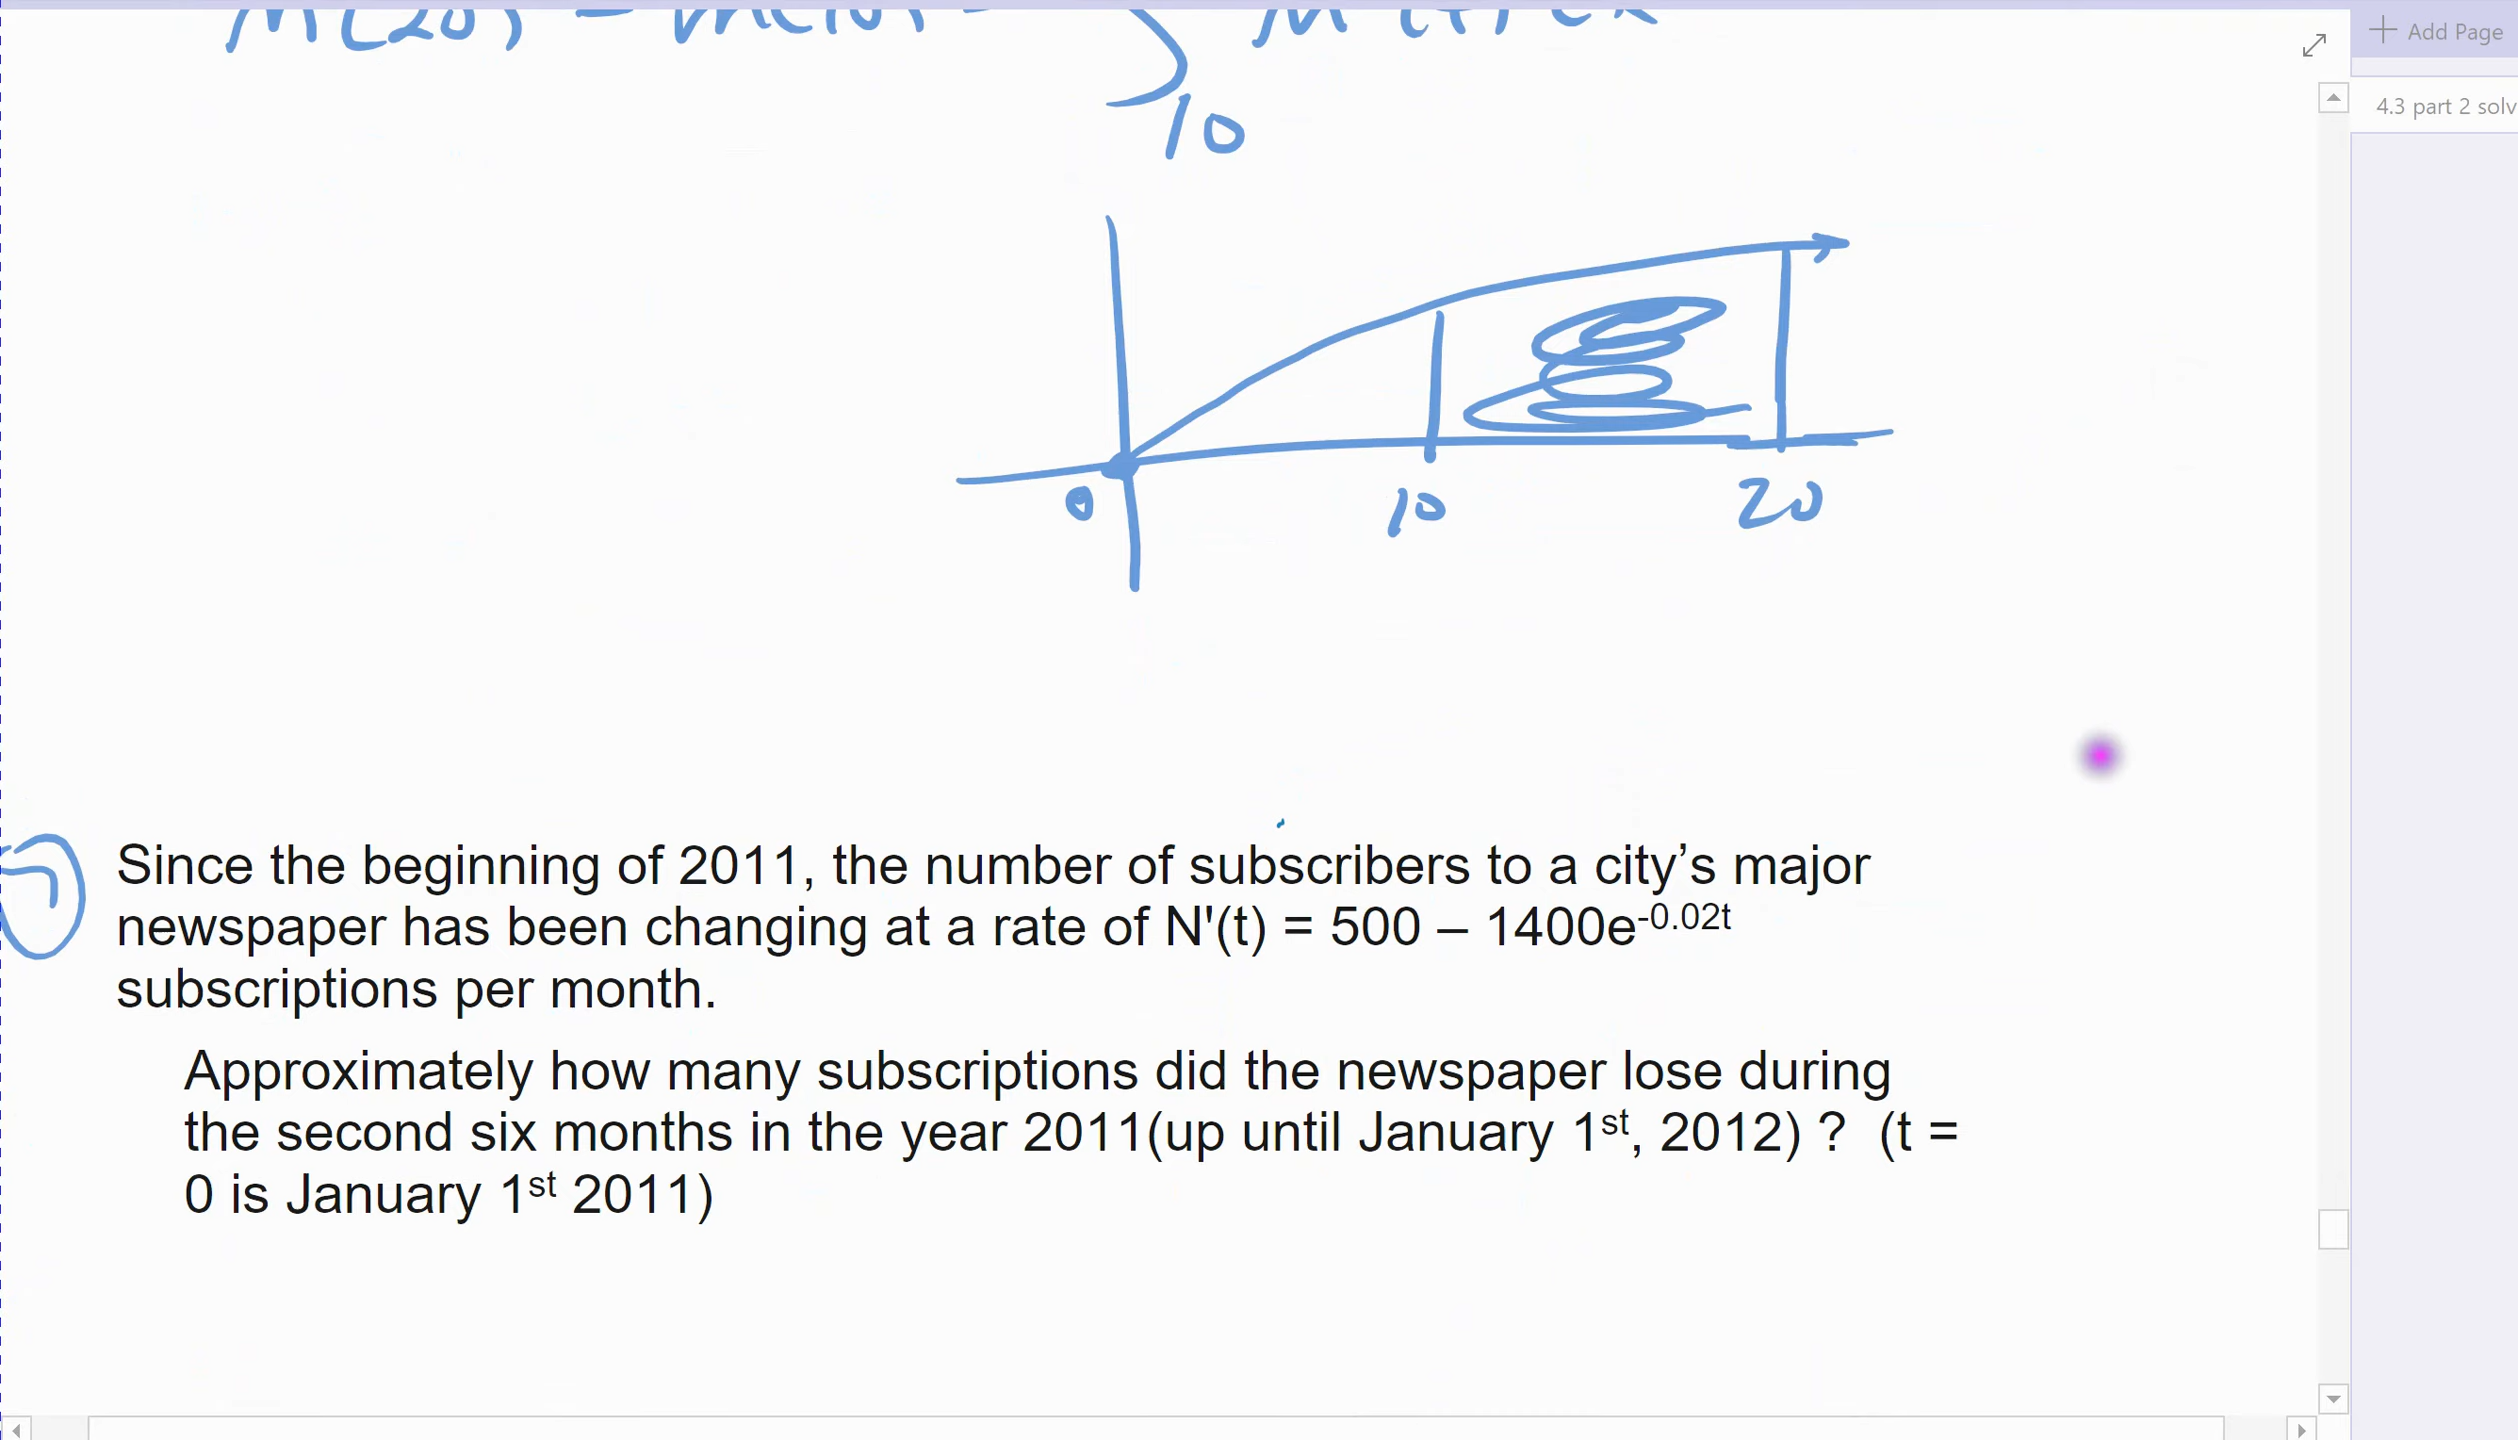 Add Page
4.3 part 2 solv
10
0
10
20
Since the beginning of 2011, the number of subscribers to a city’s major
newspaper has been changing at a rate of N'(t) = 500 – 1400e-0.02t
subscriptions per month.
Approximately how many subscriptions did the newspaper lose during
the second six months in the year 2011(up until January 1st, 2012) ? (t =
0 is January 1st 2011)